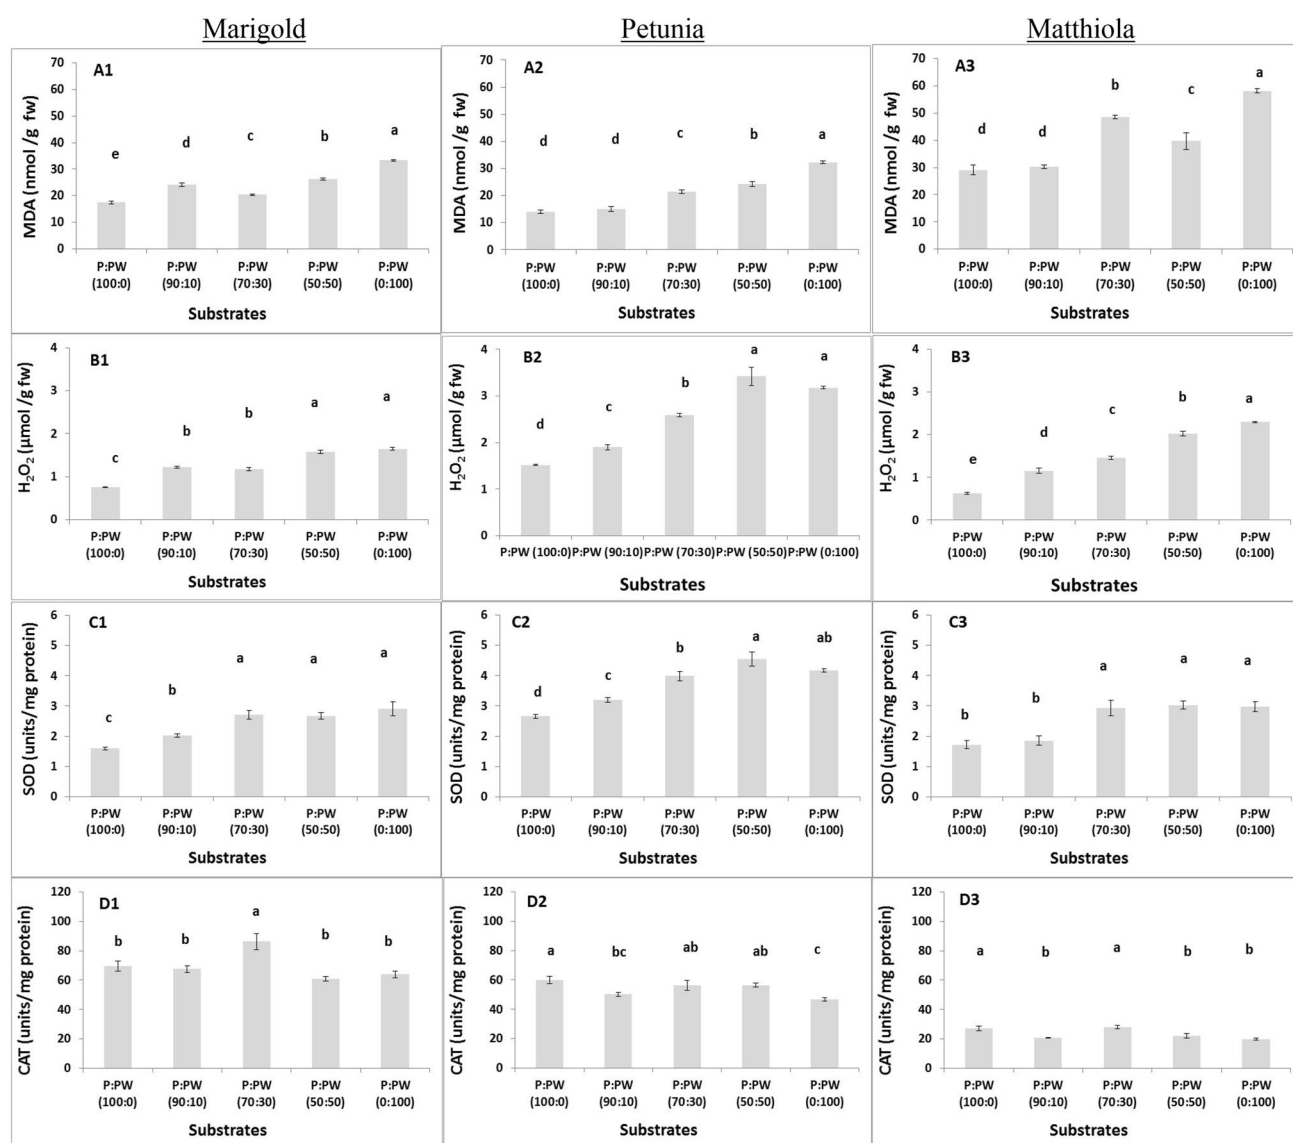 Marigold
Petunia
Matthiola
A1
MDA (nmol /g fw)
70
60
50
40
30
20
10
0
e
d
c
b
a
P:PW P:PW P:PW P:PW P:PW
(100:0) (90:10) (70:30) (50:50) (0:100)
Substrates
A2
MDA (nmol /g fw)
70
60
50
40
30
20
10
0
d
d
c
b
a
P:PW P:PW P:PW P:PW P:PW
(100:0) (90:10) (70:30) (50:50) (0:100)
Substrates
A3
MDA (nmol /g fw)
70
60
50
40
30
20
10
0
d
d
b
c
a
P:PW P:PW P:PW P:PW P:PW
(100:0) (90:10) (70:30) (50:50) (0:100)
Substrates
B1
H₂O₂ (μmol /g fw)
4
3
2
1
0
c
b
b
a
a
P:PW P:PW P:PW P:PW P:PW
(100:0) (90:10) (70:30) (50:50) (0:100)
Substrates
B2
H₂O₂ (μmol /g fw)
4
3
2
1
0
d
c
b
a
a
P:PW (100:0) P:PW (90:10) P:PW (70:30) P:PW (50:50) P:PW (0:100)
Substrates
B3
H₂O₂ (μmol /g fw)
4
3
2
1
0
e
d
c
b
a
P:PW P:PW P:PW P:PW P:PW
(100:0) (90:10) (70:30) (50:50) (0:100)
Substrates
C1
SOD (units/mg protein)
6
5
4
3
2
1
0
c
b
a
a
a
P:PW P:PW P:PW P:PW P:PW
(100:0) (90:10) (70:30) (50:50) (0:100)
Substrates
C2
SOD (units/mg protein)
6
5
4
3
2
1
0
d
c
b
a
ab
P:PW P:PW P:PW P:PW P:PW
(100:0) (90:10) (70:30) (50:50) (0:100)
Substrates
C3
SOD (units/mg protein)
6
5
4
3
2
1
0
b
b
a
a
a
P:PW P:PW P:PW P:PW P:PW
(100:0) (90:10) (70:30) (50:50) (0:100)
Substrates
D1
CAT (units/mg protein)
120
100
80
60
40
20
0
b
b
a
b
b
P:PW P:PW P:PW P:PW P:PW
(100:0) (90:10) (70:30) (50:50) (0:100)
Substrates
D2
CAT (units/mg protein)
120
100
80
60
40
20
0
a
bc
ab
ab
c
P:PW P:PW P:PW P:PW P:PW
(100:0) (90:10) (70:30) (50:50) (0:100)
Substrates
D3
CAT (units/mg protein)
120
100
80
60
40
20
0
a
b
a
b
b
P:PW P:PW P:PW P:PW P:PW
(100:0) (90:10) (70:30) (50:50) (0:100)
Substrates